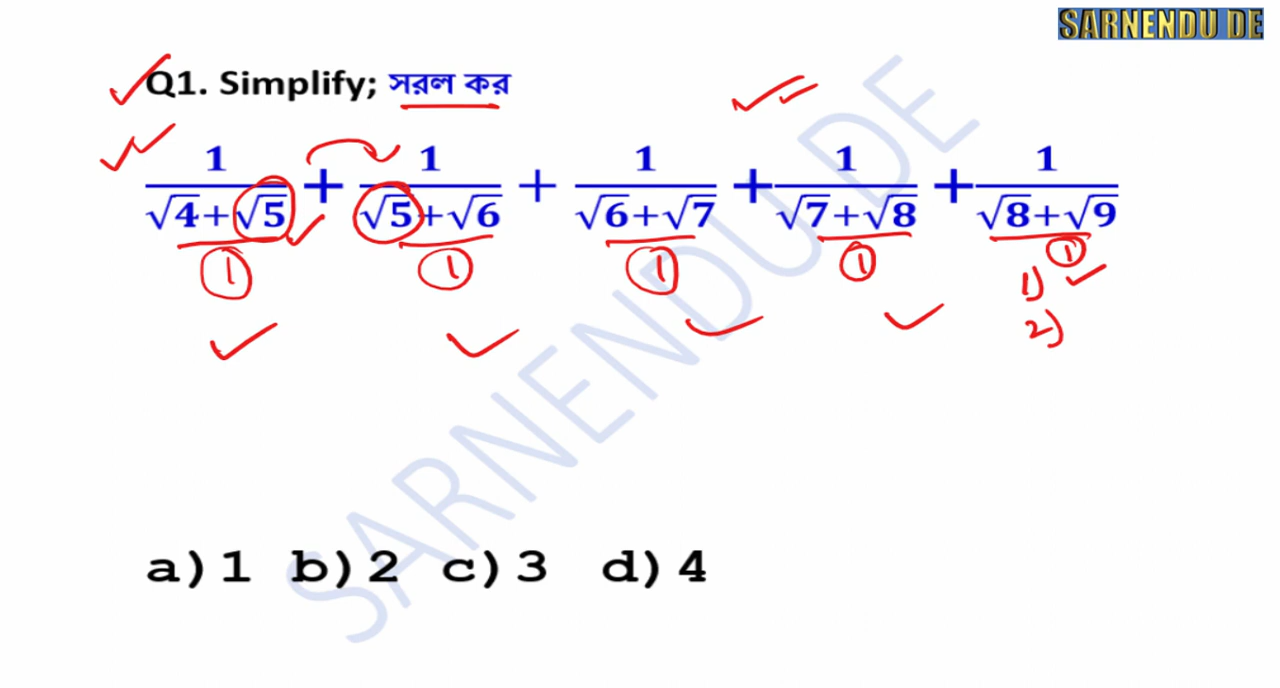 SARNENDU DE
Q1. Simplify; সরল কর
1/(√4+√5) + 1/(√5+√6) + 1/(√6+√7) + 1/(√7+√8) + 1/(√8+√9)
1 1 1 1 1
1)
2)
SARNENDU DE
a)1 b)2 c)3 d)4